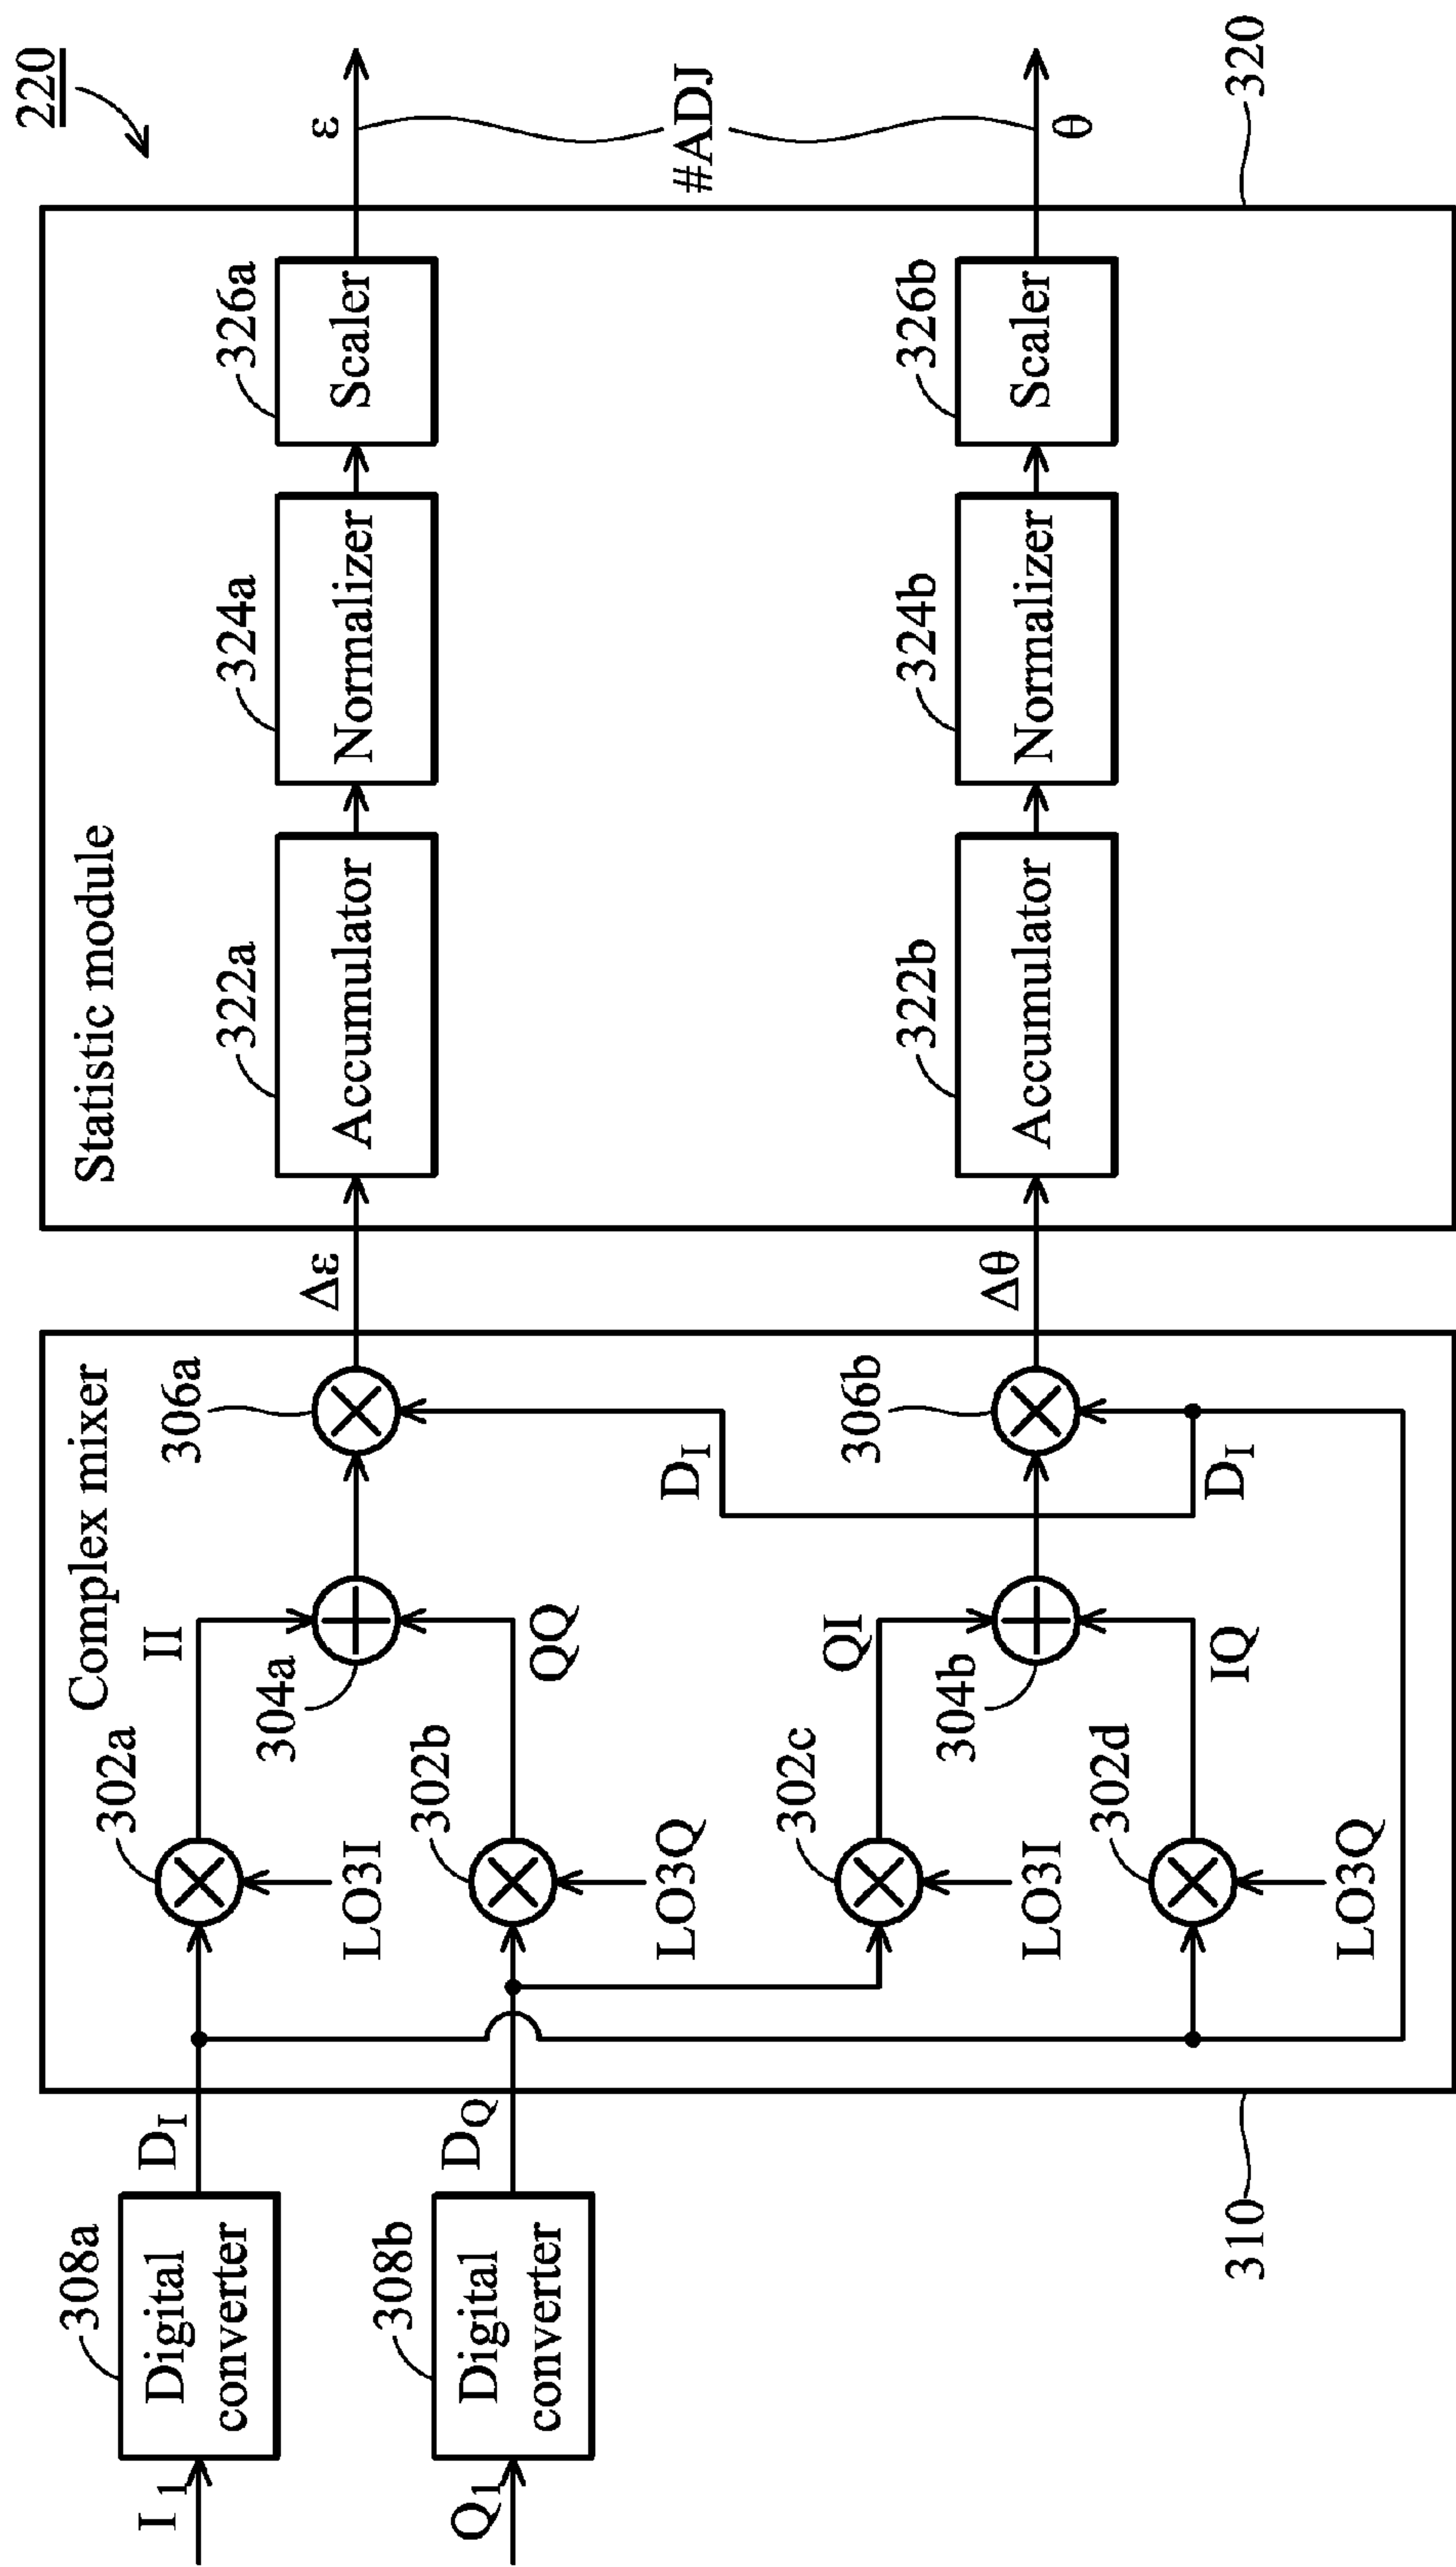 220
308a
Digital
converter
I1
DI
308b
Digital
converter
Q1
DQ
310
Complex mixer
302a
LO3I
II
302b
LO3Q
QQ
304a
306a
DI
302c
LO3I
QI
302d
LO3Q
IQ
304b
306b
DI
Δε
Δθ
Statistic module
322a
Accumulator
324a
Normalizer
326a
Scaler
322b
Accumulator
324b
Normalizer
326b
Scaler
ε
#ADJ
θ
320